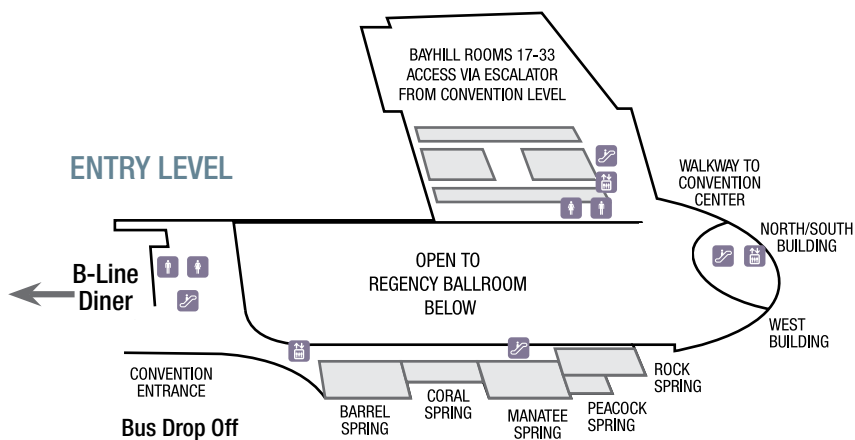 BAYHILL ROOMS 17-33
ACCESS VIA ESCALATOR
FROM CONVENTION LEVEL
ENTRY LEVEL
WALKWAY TO
CONVENTION
CENTER
NORTH/SOUTH
BUILDING
B-Line
Diner
OPEN TO
REGENCY BALLROOM
BELOW
WEST
BUILDING
CONVENTION
ENTRANCE
Bus Drop Off
BARREL
SPRING
CORAL
SPRING
MANATEE
SPRING
PEACOCK
SPRING
ROCK
SPRING